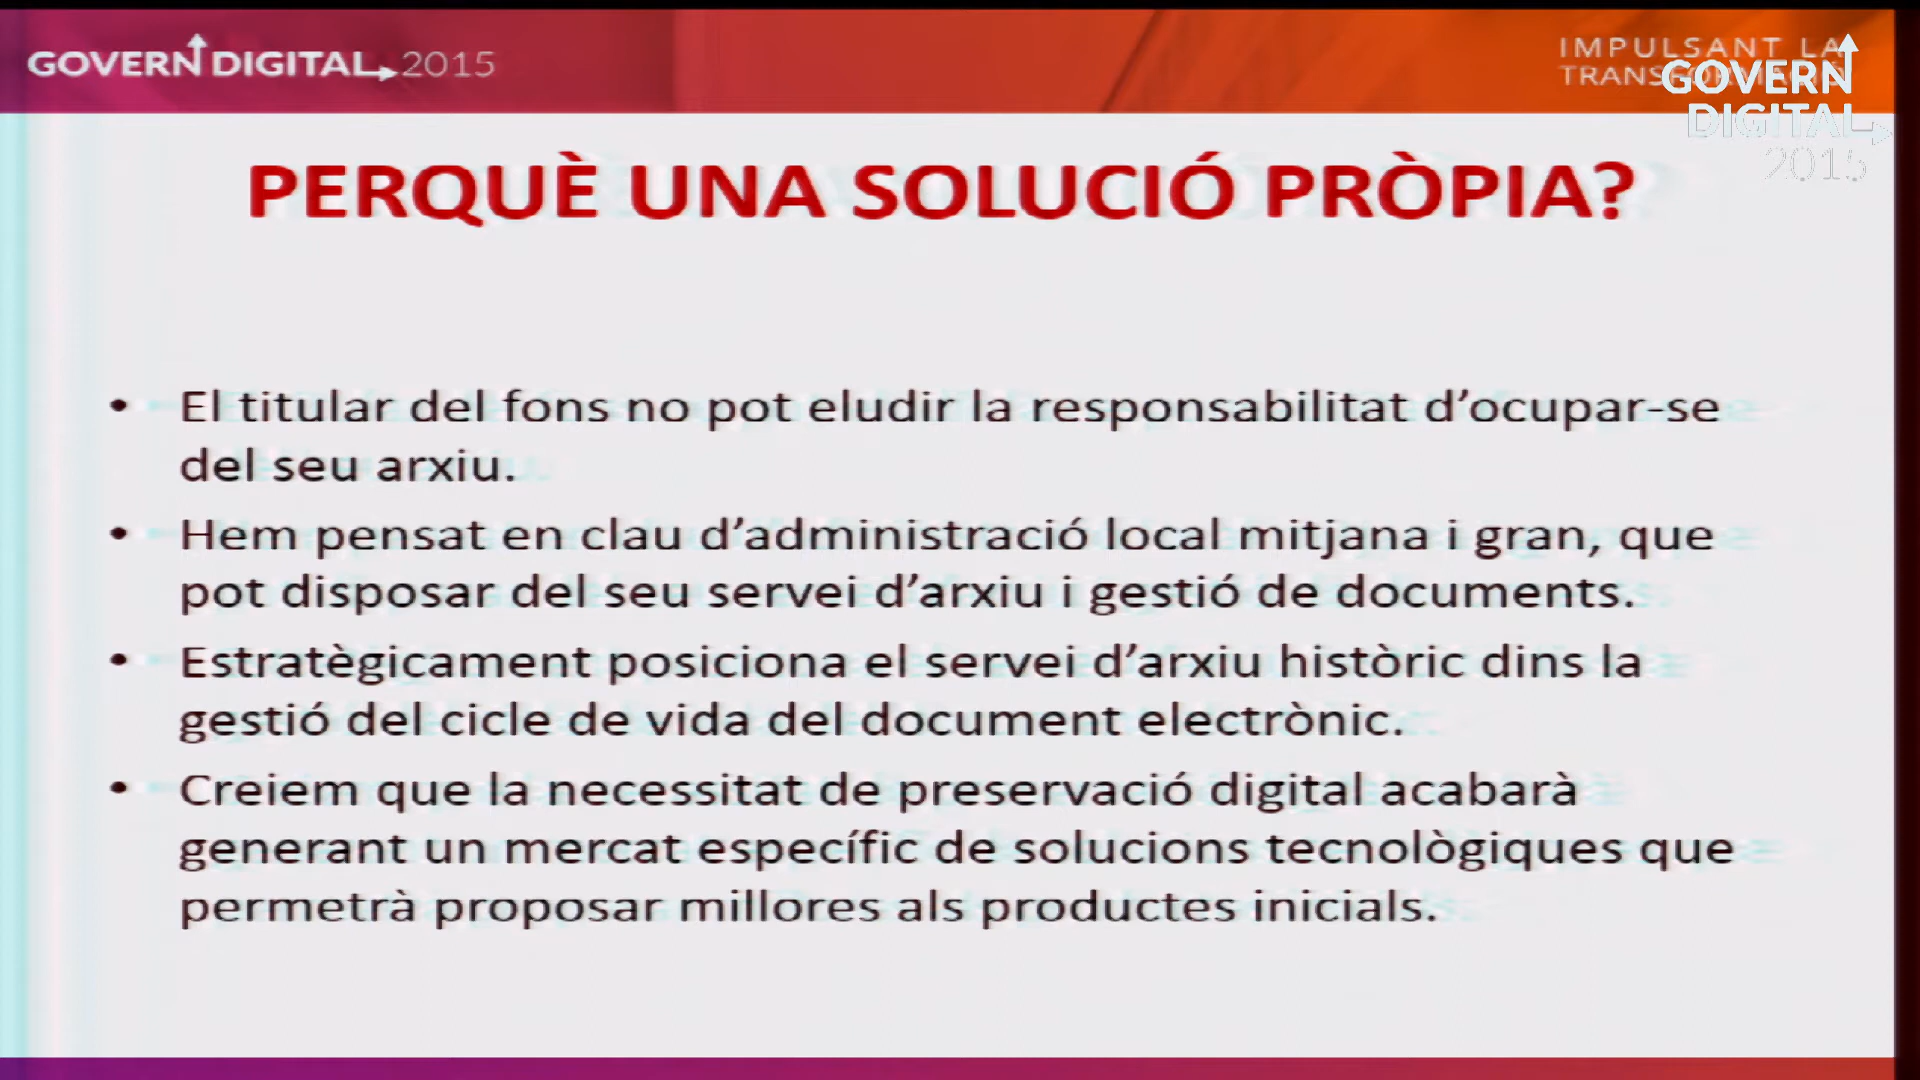 GOVERN DIGITAL 2015
IMPULSANT LA
GOVERN
DIGITAL
2015
PERQUÈ UNA SOLUCIÓ PRÒPIA?
• El titular del fons no pot eludir la responsabilitat d’ocupar-se
del seu arxiu.
• Hem pensat en clau d’administració local mitjana i gran, que
pot disposar del seu servei d’arxiu i gestió de documents.
• Estratègicament posiciona el servei d’arxiu històric dins la
gestió del cicle de vida del document electrònic.
• Creiem que la necessitat de preservació digital acabarà
generant un mercat específic de solucions tecnològiques que
permetrà proposar millores als productes inicials.